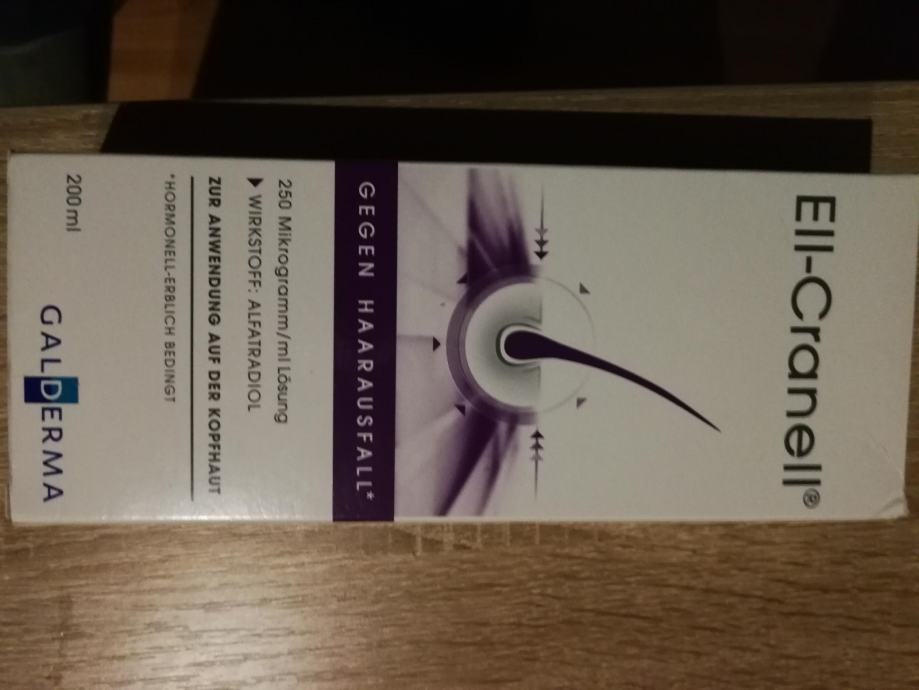 Ell-Cranell®
GEGEN HAARAUSFALL*
250 Mikrogramm/ml Lösung
WIRKSTOFF: ALFATRADIOL
ZUR ANWENDUNG AUF DER KOPFHAUT
*HORMONELL-ERBLICH BEDINGT
200 ml
GALDERMA